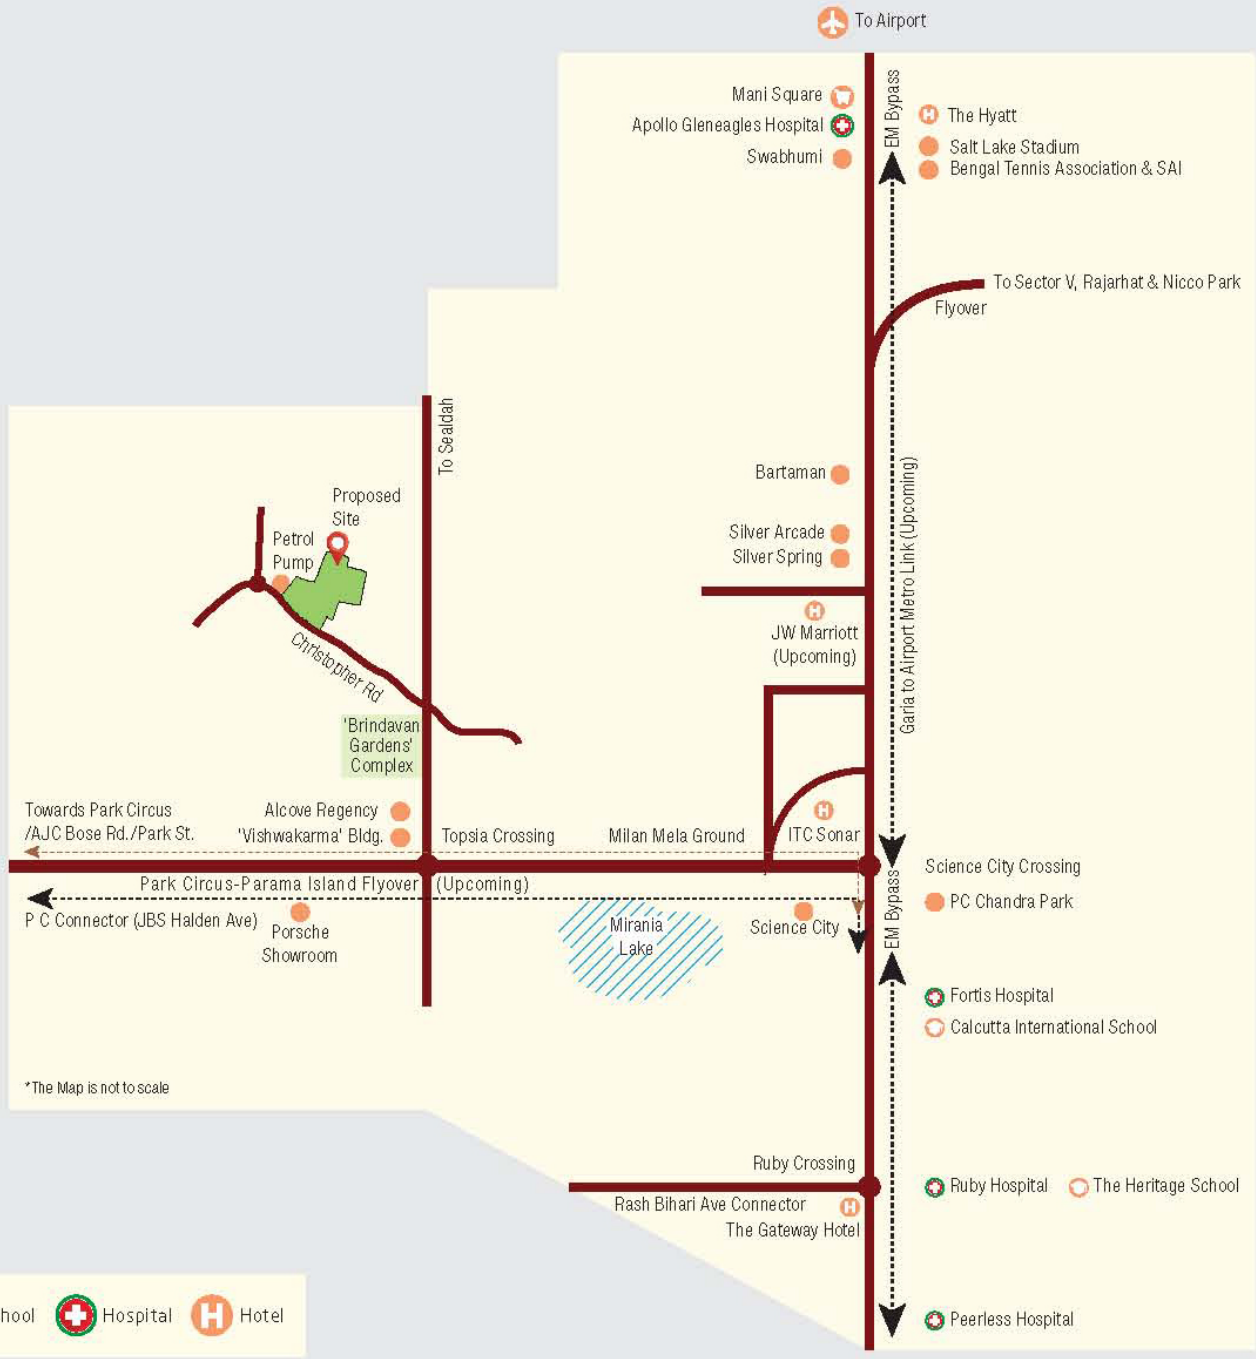 To Airport
Mani Square
Apollo Gleneagles Hospital
Swabhumi
EM Bypass
The Hyatt
Salt Lake Stadium
Bengal Tennis Association & SAI
To Sector V, Rajarhat & Nicco Park
Flyover
To Sealdah
Bartaman
Silver Arcade
Silver Spring
Garia to Airport Metro Link (Upcoming)
Proposed
Site
Petrol
Pump
Christopher Rd
JW Marriott
(Upcoming)
'Brindavan
Gardens'
Complex
Towards Park Circus
/AJC Bose Rd./Park St.
Alcove Regency
'Vishwakarma' Bldg.
Topsia Crossing
Milan Mela Ground
ITC Sonar
Science City Crossing
Park Circus-Parama Island Flyover (Upcoming)
P C Connector (JBS Halden Ave)
Porsche
Showroom
Mirania
Lake
Science City
EM Bypass
PC Chandra Park
Fortis Hospital
Calcutta International School
*The Map is not to scale
Ruby Crossing
Rash Bihari Ave Connector
The Gateway Hotel
Ruby Hospital
The Heritage School
Peerless Hospital
hool
Hospital
Hotel